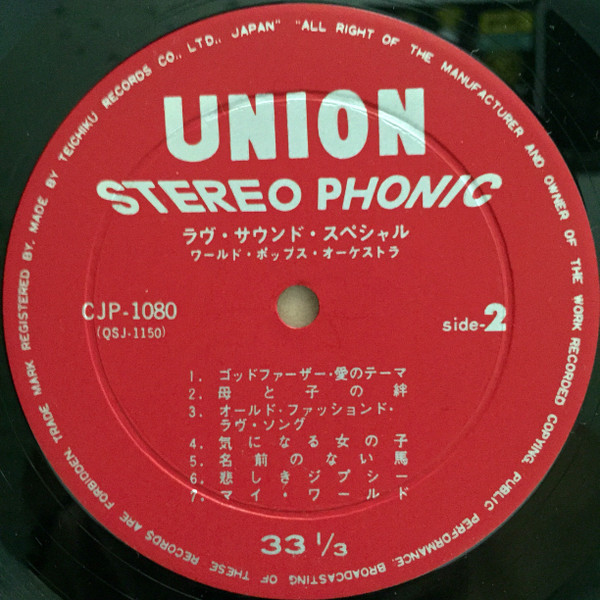 TRADE MARK REGISTERED BY. MADE BY TEICHIKU RECORDS CO., LTD., JAPAN" "ALL RIGHT OF THE MANUFACTURER AND OWNER OF THE WORK RECORDED COPYING, PUBLIC PERFORMANCE, BROADCASTING OF THESE RECORDS ARE FORBIDDEN.
UNION
STEREO PHONIC
ラヴ・サウンド・スペシャル
ワールド・ポップス・オーケストラ
CJP-1080
(QSJ-1150)
side-2
1. ゴッドファーザー・愛のテーマ
2. 母と子の絆
3. オールド・ファッションド・
ラヴ・ソング
4. 気になる女の子
5. 名前のない馬
6. 悲しきジプシー
7. マイ・ワールド
33 1/3